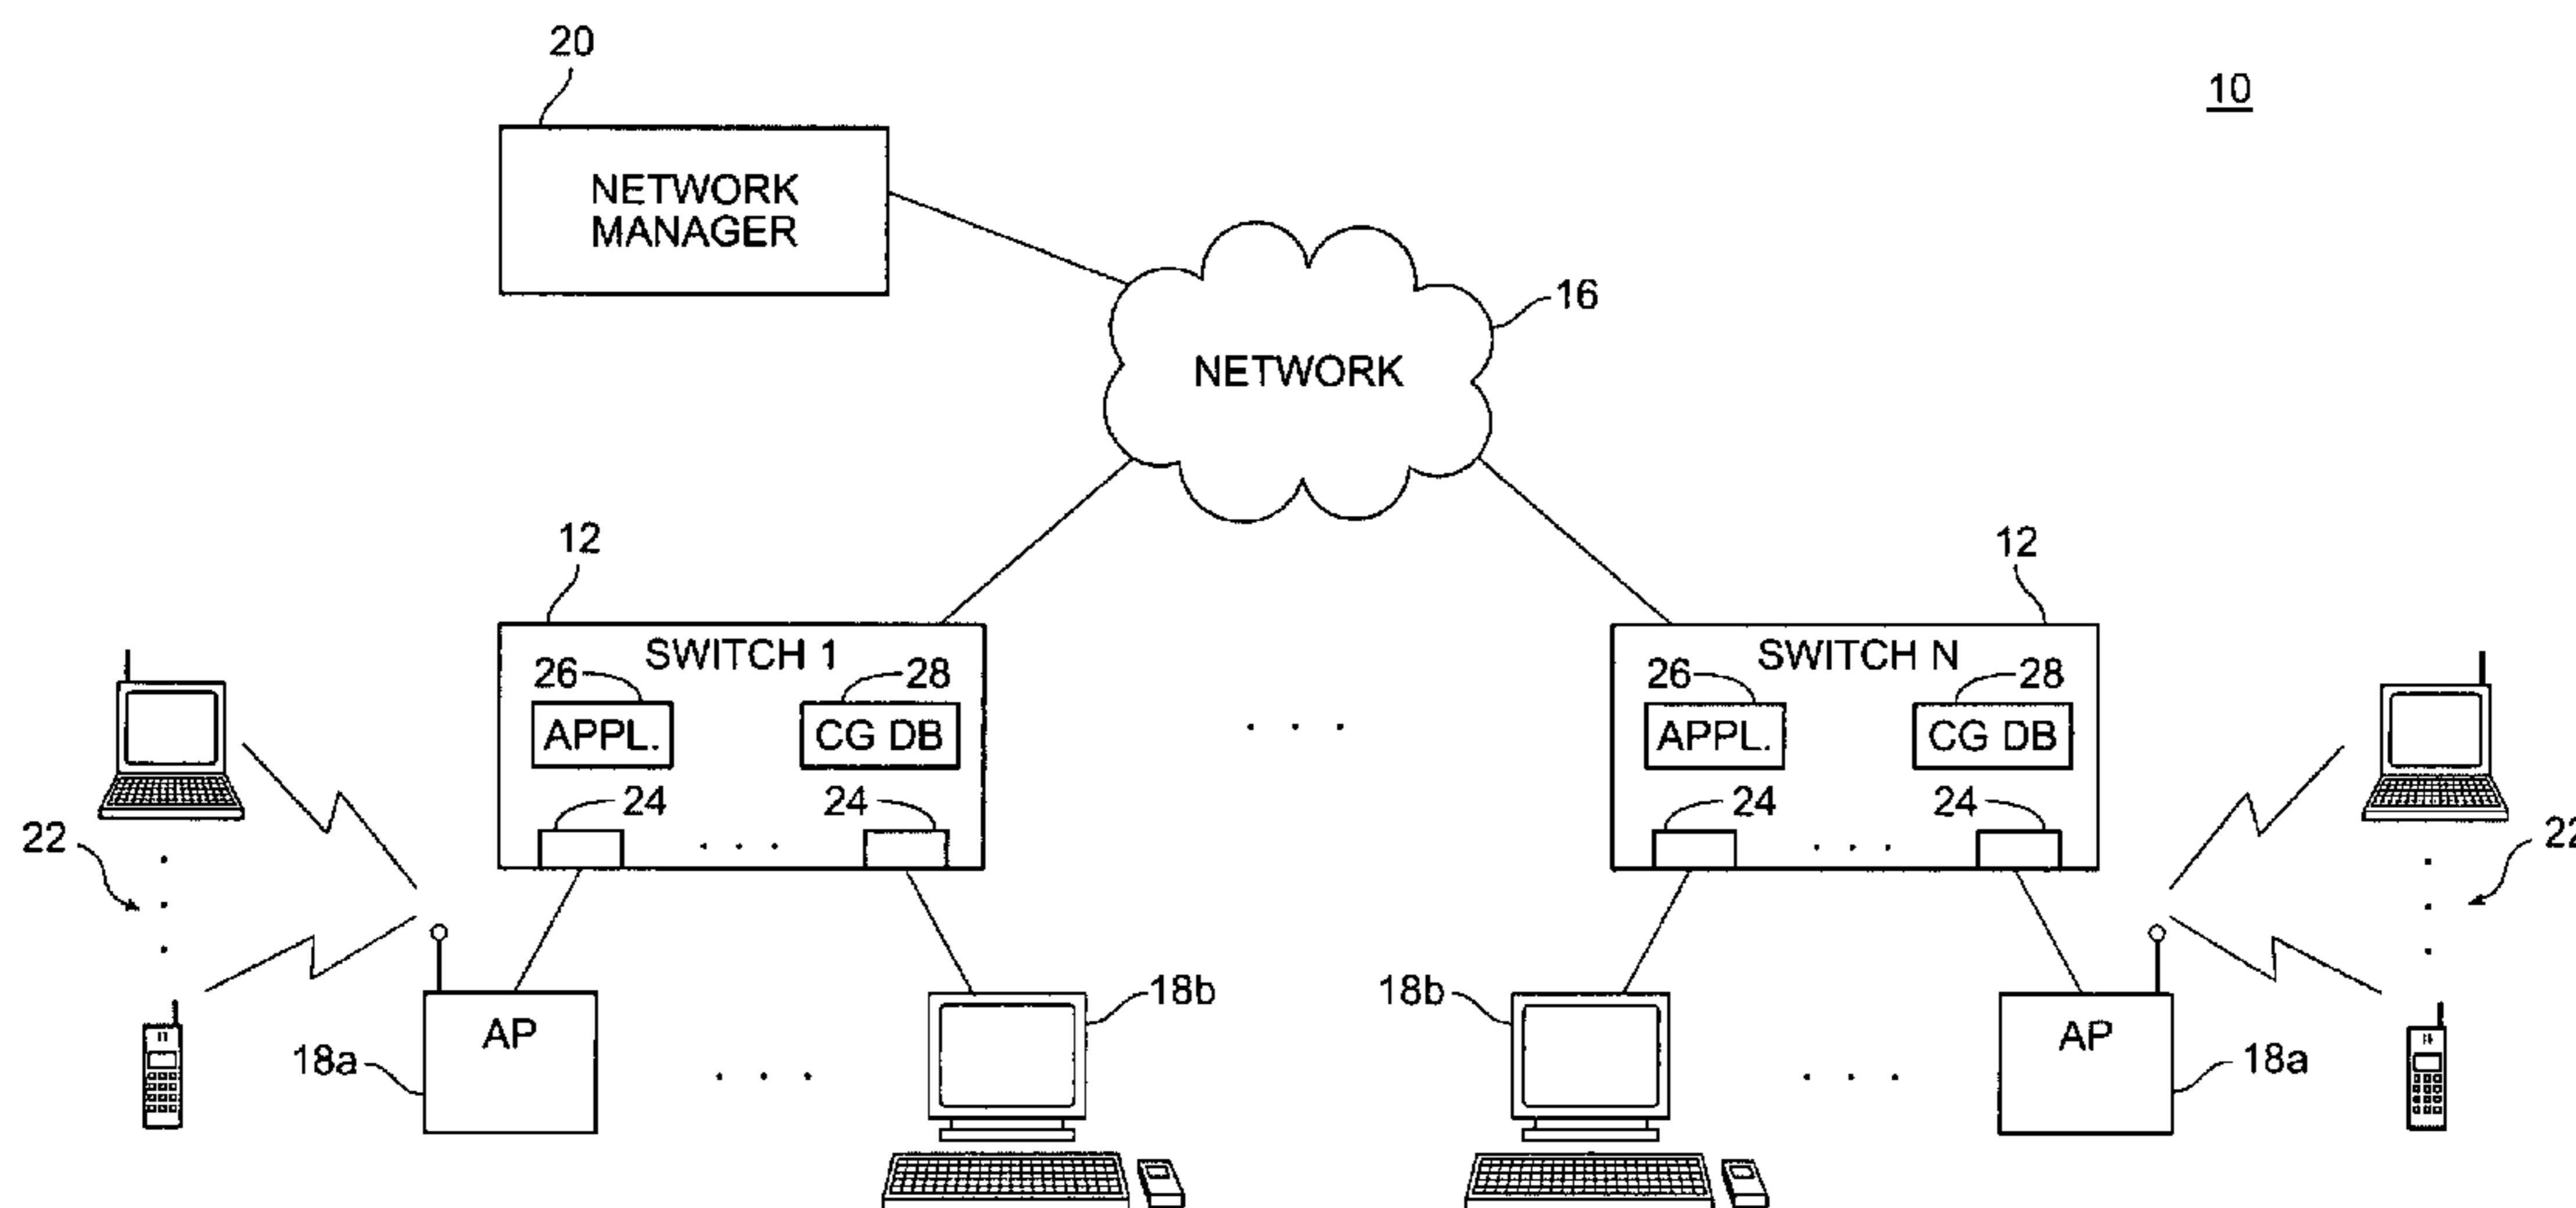 20
10
NETWORK
MANAGER
16
NETWORK
12
12
SWITCH 1
SWITCH N
26
28
26
28
APPL.
CG DB
. . .
APPL.
CG DB
24
24
24
24
22
. . .
. . .
22
18b
18b
AP
AP
18a
. . .
. . .
18a